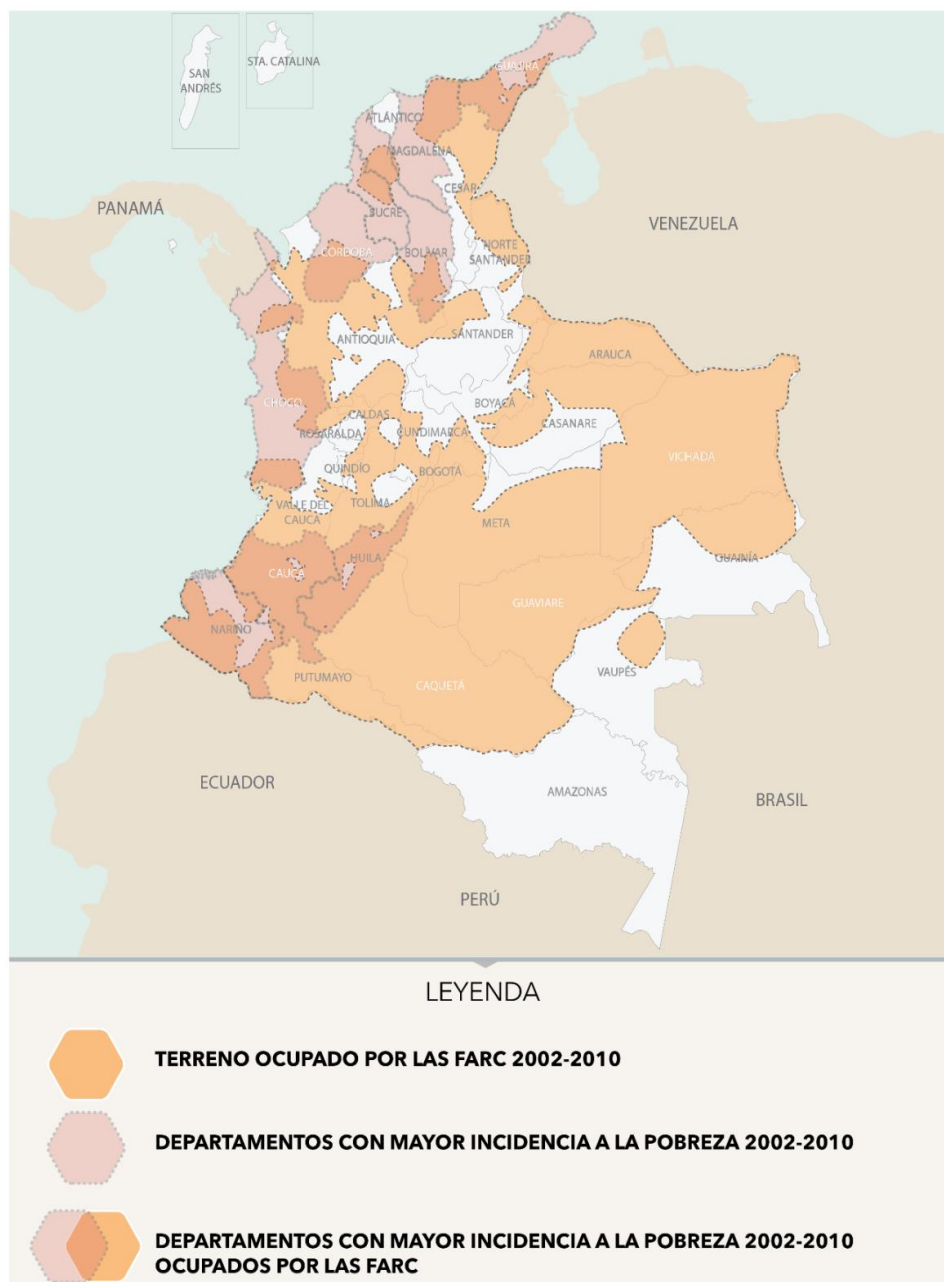 SAN
ANDRÉS
STA. CATALINA
GUAJIRA
ATLÁNTICO
MAGDALENA
CESAR
PANAMÁ
VENEZUELA
SUCRE
CÓRDOBA
BOLÍVAR
NORTE
SANTANDER
ANTIOQUIA
SANTANDER
ARAUCA
CHOCÓ
CALDAS
BOYACÁ
CASANARE
ROSARALDA
CUNDIMARCA
VICHADA
QUINDÍO
BOGOTÁ
VALLE DEL
CAUCA
TOLIMA
META
GUAINÍA
HUILA
CAUCA
GUAVIARE
NARIÑO
VAUPÉS
PUTUMAYO
CAQUETÁ
ECUADOR
AMAZONAS
BRASIL
PERÚ
LEYENDA
TERRENO OCUPADO POR LAS FARC 2002-2010
DEPARTAMENTOS CON MAYOR INCIDENCIA A LA POBREZA 2002-2010
DEPARTAMENTOS CON MAYOR INCIDENCIA A LA POBREZA 2002-2010
OCUPADOS POR LAS FARC